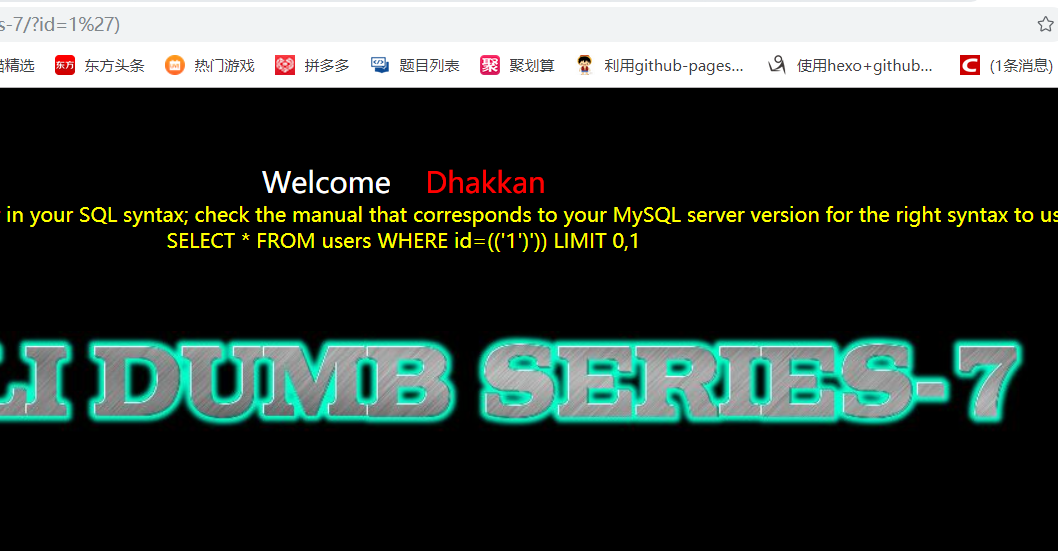 s-7/?id=1%27)
精选 东方 东方头条 热门游戏 拼多多 题目列表 聚 聚划算 利用github-pages... 使用hexo+github... C (1条消息)
Welcome Dhakkan
in your SQL syntax; check the manual that corresponds to your MySQL server version for the right syntax to us
SELECT * FROM users WHERE id=(('1')')) LIMIT 0,1
LI DUMB SERIES-7